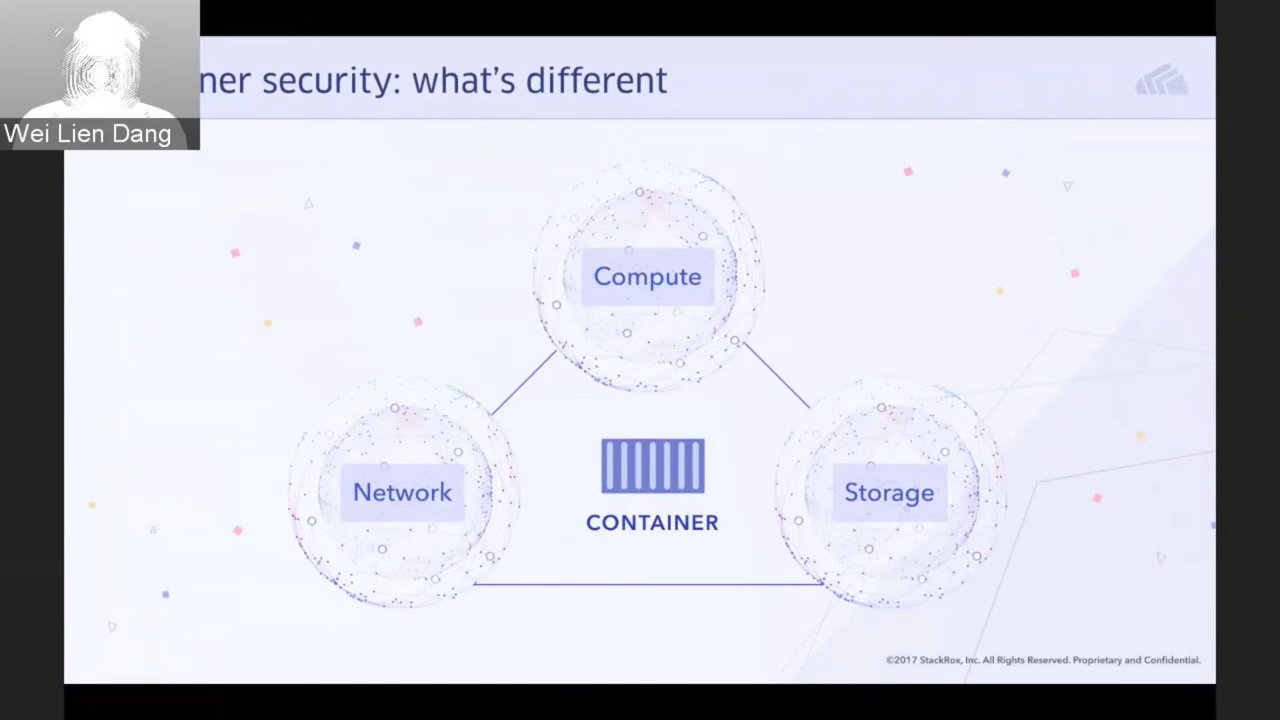 ner security: what's different
Wei Lien Dang
Compute
Network
Storage
CONTAINER
©2017 StackRox, Inc. All Rights Reserved. Proprietary and Confidential.